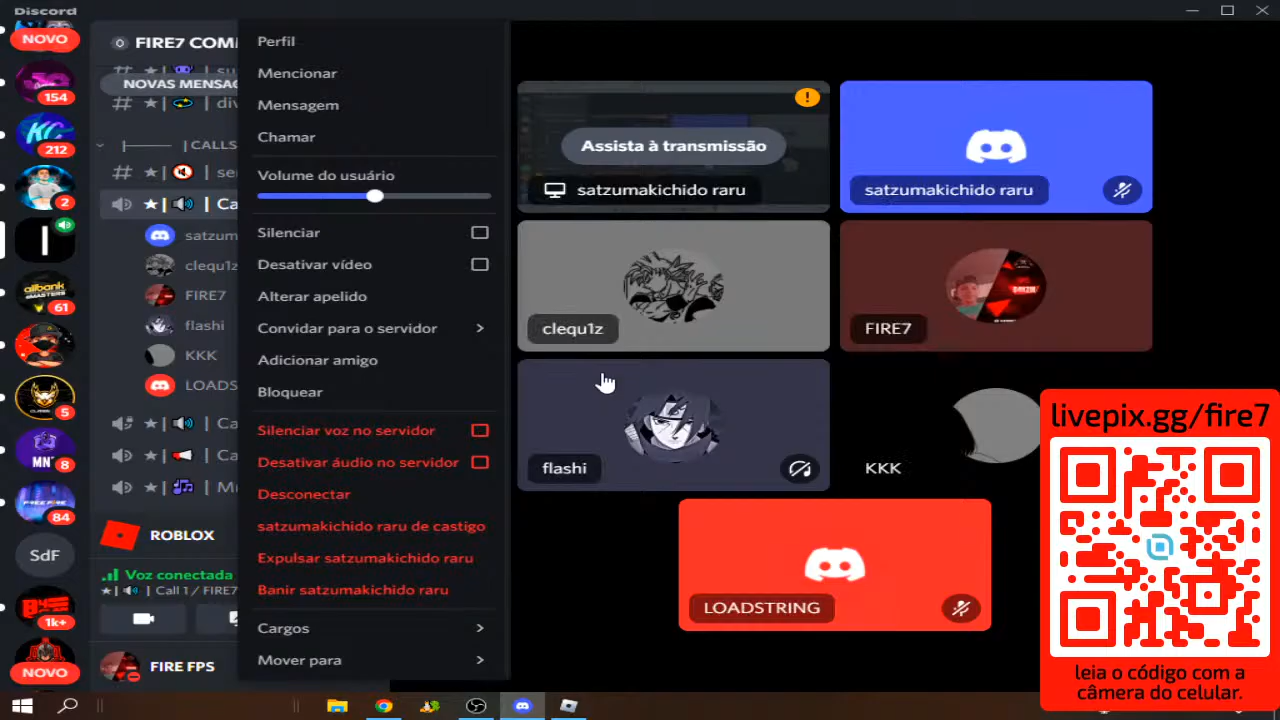 Discord
NOVO
154
212
2
61
5
MN
8
84
SdF
1k+
NOVO
FIRE7 COM
NOVAS MENSAG
# ★| | div
|——— | CALLS
# ★|
★| | Ca
satzum
clequ1z
FIRE7
flashi
KKK
LOADS
★| | Ca
★| | Ca
★|
ROBLOX
Voz conectada
★| | Call 1 / FIRE7
FIRE FPS
Perfil
Mencionar
Mensagem
Chamar
Volume do usuário
Silenciar
Desativar vídeo
Alterar apelido
Convidar para o servidor
Adicionar amigo
Bloquear
Silenciar voz no servidor
Desativar áudio no servidor
Desconectar
satzumakichido raru de castigo
Expulsar satzumakichido raru
Banir satzumakichido raru
Cargos
Mover para
Assista à transmissão
satzumakichido raru
satzumakichido raru
clequ1z
FIRE7
flashi
KKK
LOADSTRING
livepix.gg/fire7
leia o código com a
câmera do celular.